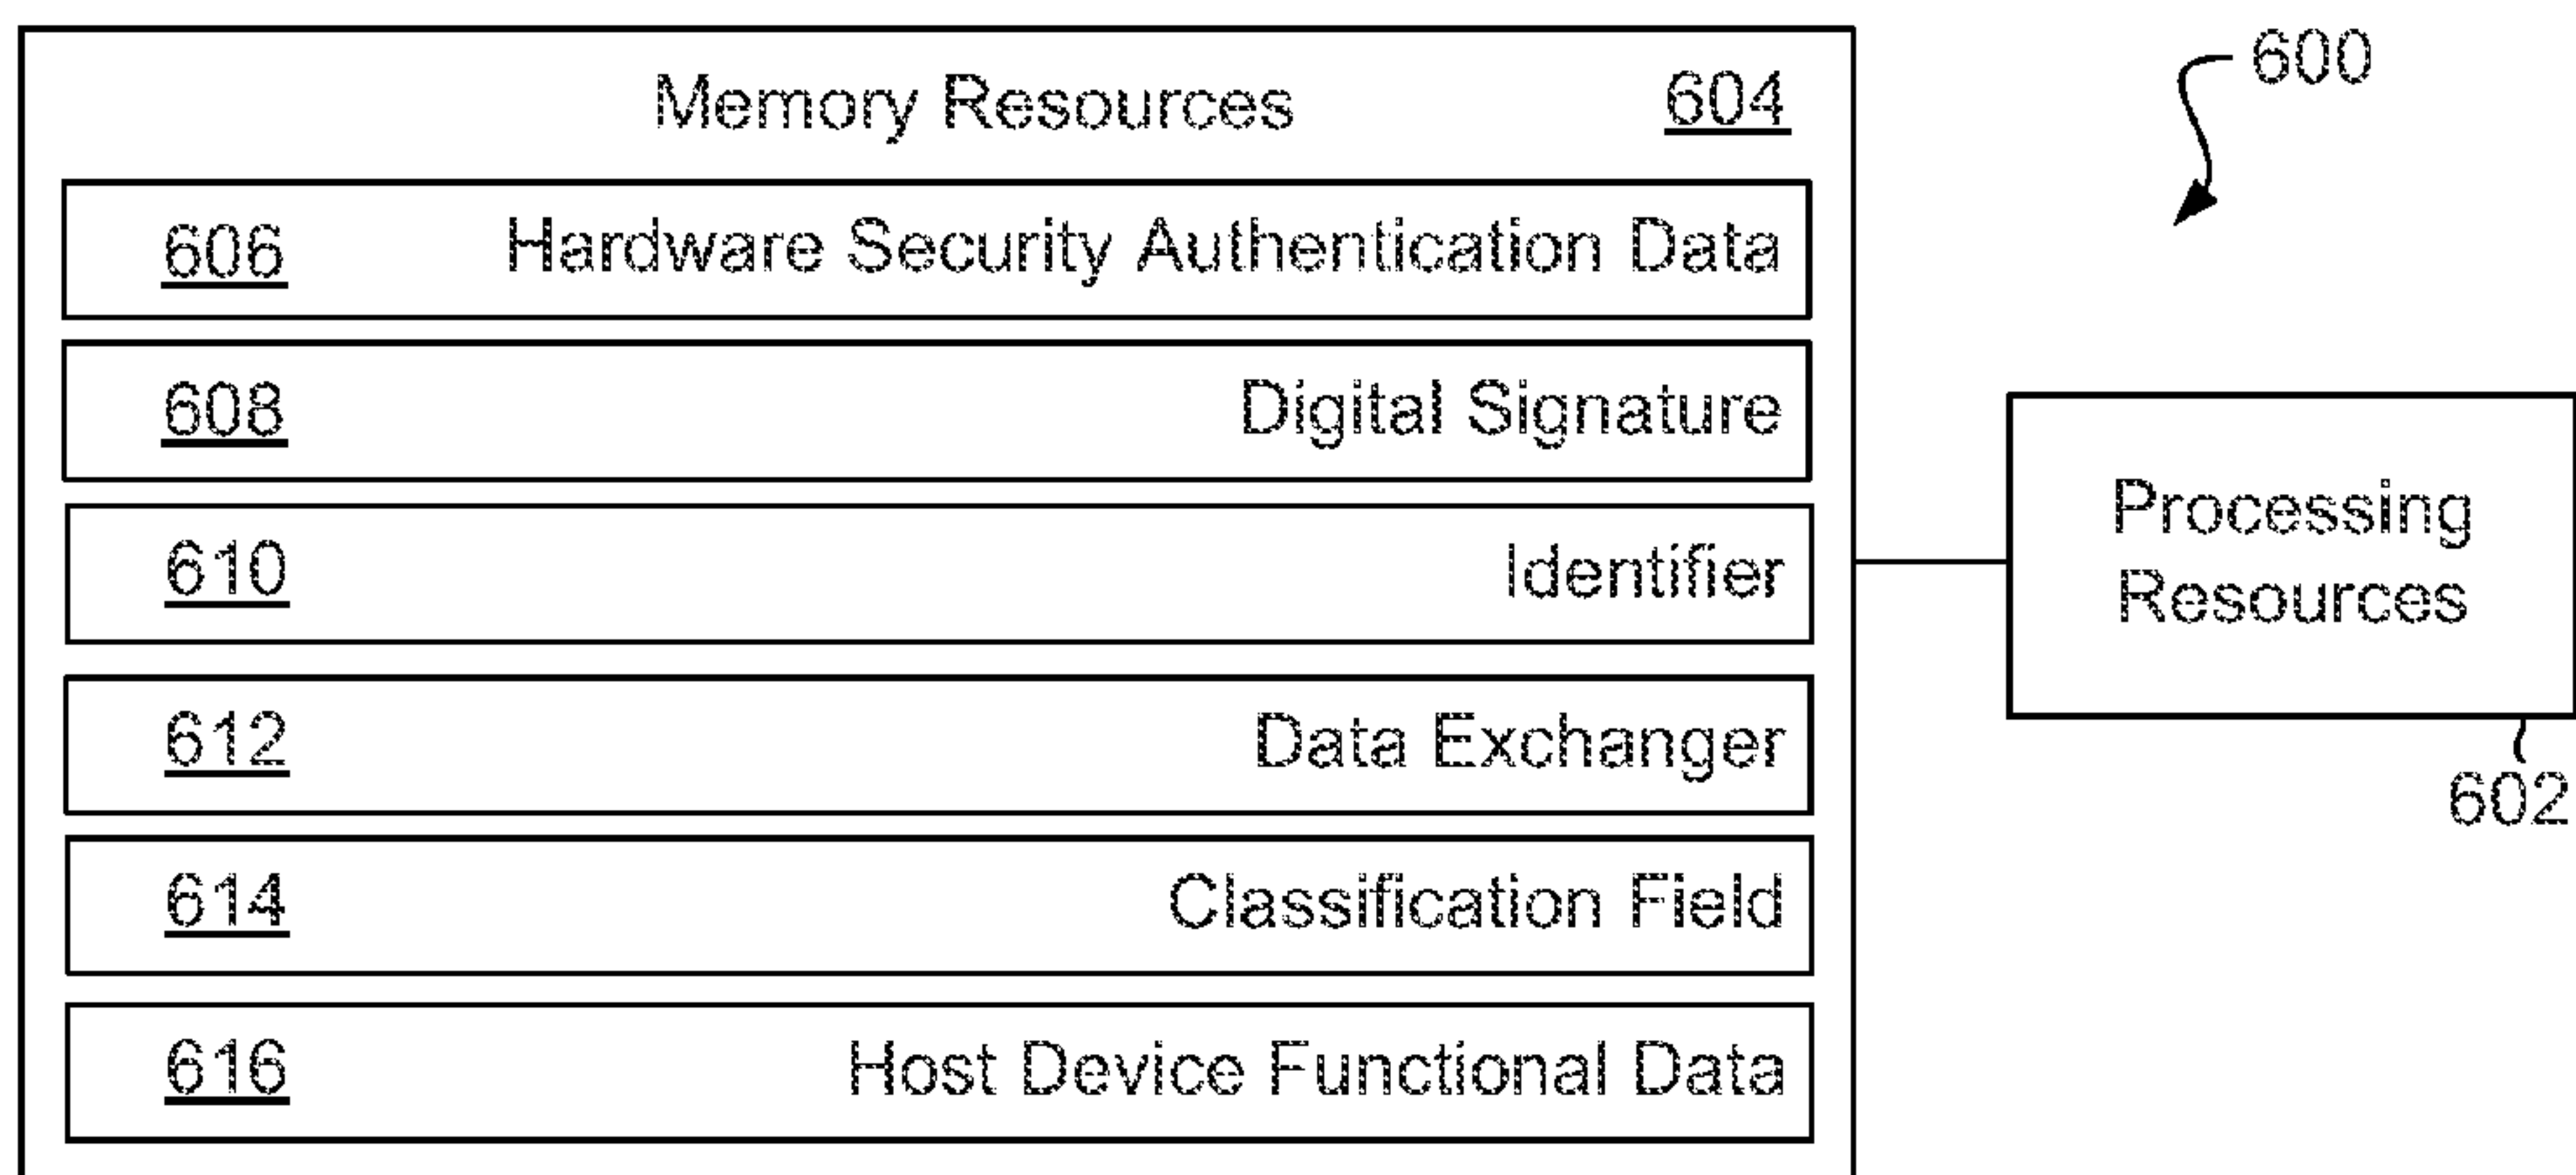 600
Memory Resources 604
606 Hardware Security Authentication Data
608 Digital Signature
610 Identifier
612 Data Exchanger
614 Classification Field
616 Host Device Functional Data
Processing
Resources
602